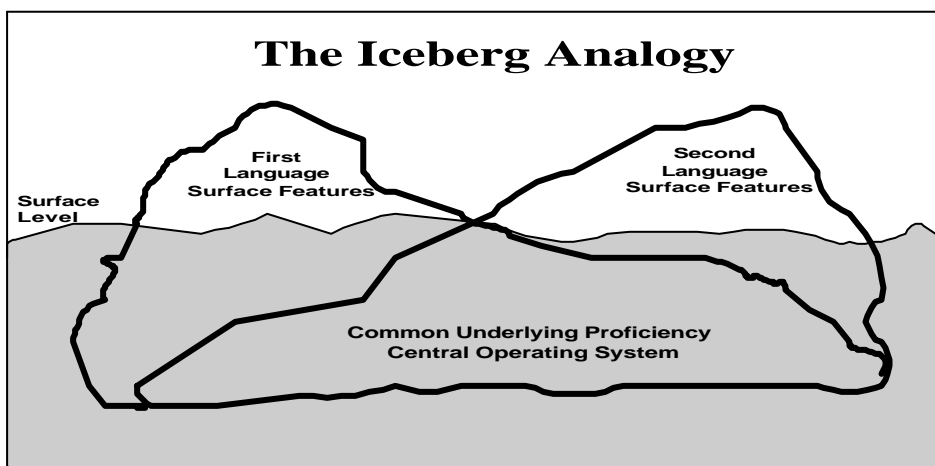 The Iceberg Analogy
First
Language
Surface Features
Second
Language
Surface Features
Surface
Level
Common Underlying Proficiency
Central Operating System